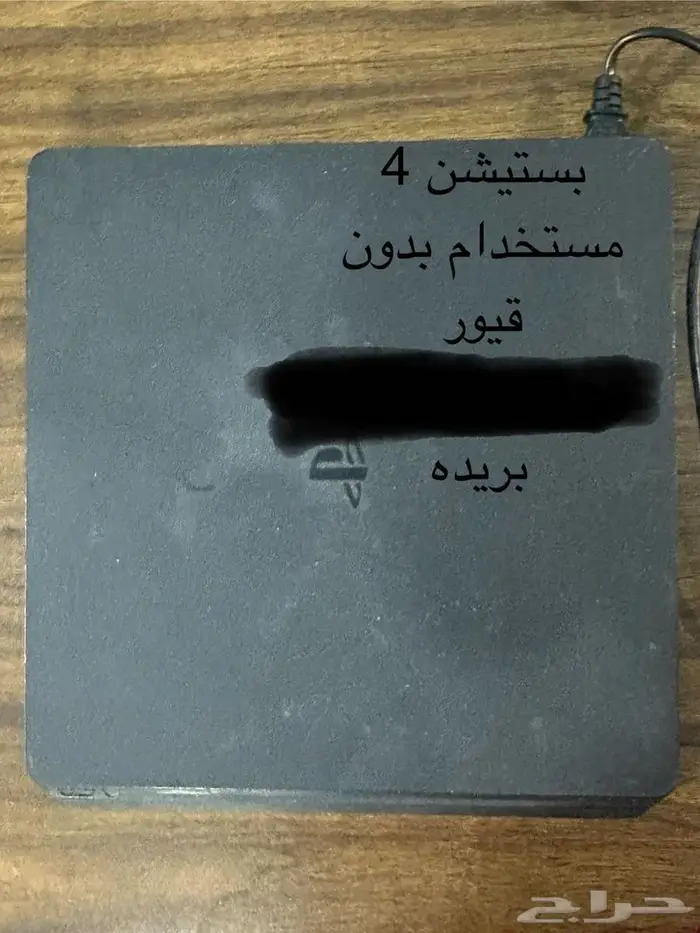 بستيشن 4
مستخدام بدون
قيور
بريده
حراج